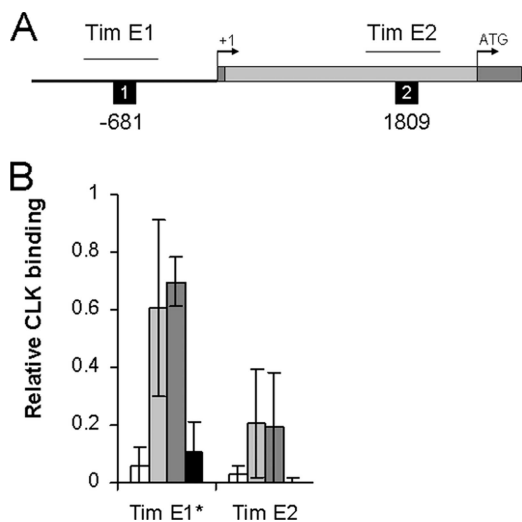 A
Tim E1
+1
Tim E2
ATG
1
2
-681
1809
B
Relative CLK binding
1
0.8
0.6
0.4
0.2
0
Tim E1*
Tim E2